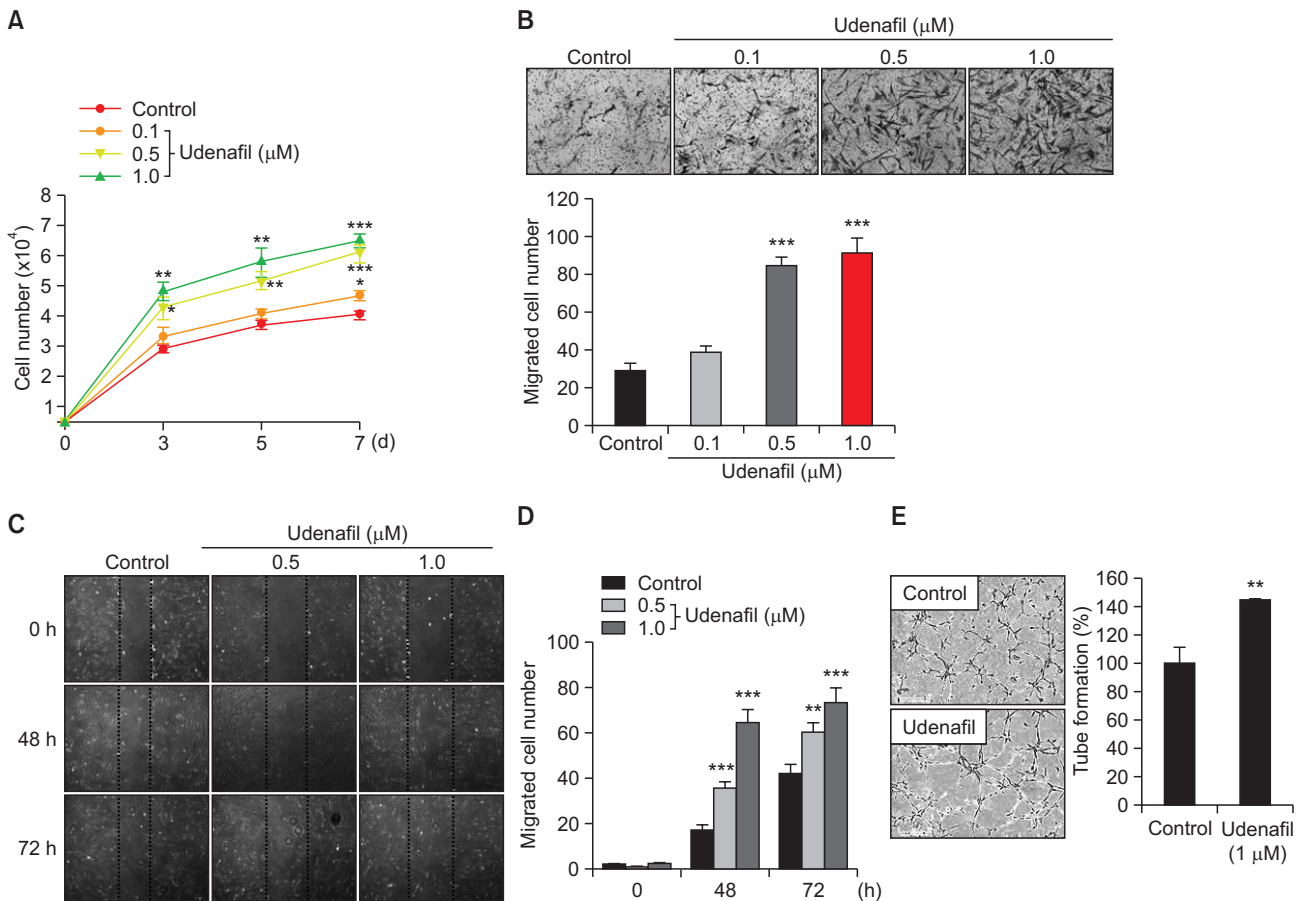 A
Control
0.1
0.5
1.0
Udenafil (μM)
Cell number (x10⁴)
8
7
6
5
4
3
2
1
** ** ***
* ** ***
*
0 3 5 7 (d)
B
Udenafil (μM)
Control 0.1 0.5 1.0
Migrated cell number
120
100
80
60
40
20
0
*** ***
Control 0.1 0.5 1.0
Udenafil (μM)
C
Udenafil (μM)
Control 0.5 1.0
0 h
48 h
72 h
D
Control
0.5
1.0
Udenafil (μM)
Migrated cell number
100
80
60
40
20
0
*** *** ** ***
0 48 72 (h)
E
Control
Udenafil
Tube formation (%)
160
140
120
100
80
60
40
20
0
**
Control Udenafil
(1 μM)